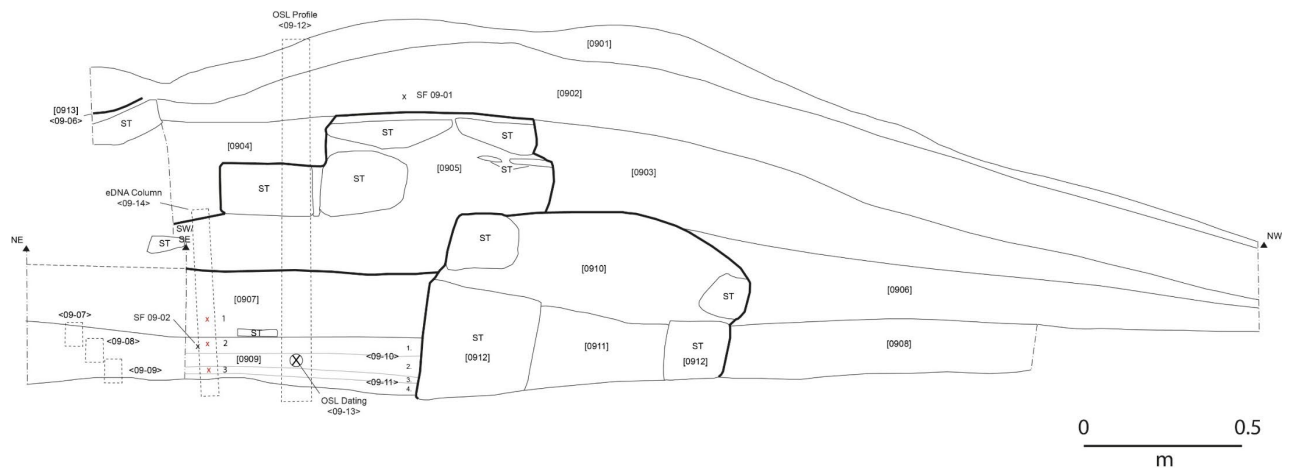 OSL Profile
<09-12>
[0901]
x SF 09-01
[0902]
[0913]
<09-06>
ST
ST
ST
[0904]
[0905]
ST
[0903]
eDNA Column
<09-14>
ST
ST
SW
SE
NE
ST
ST
NW
[0910]
[0906]
[0907]
ST
<09-07>
SF 09-02
x 1
ST
<09-08>
x
x 2
1.
ST
[0912]
[0911]
ST
[0912]
[0908]
[0909]
<09-10>
X
2.
<09-09>
x 3
<09-11>
3.
4.
OSL Dating
<09-13>
0 0.5
m